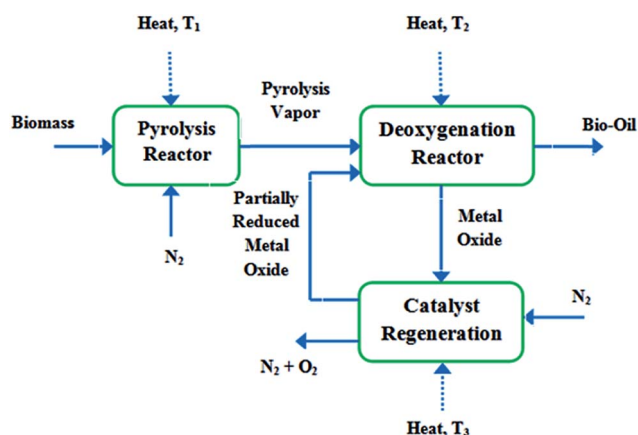 Heat, T₁
Heat, T₂
Biomass
Pyrolysis
Reactor
Pyrolysis
Vapor
Deoxygenation
Reactor
Bio-Oil
N₂
Partially
Reduced
Metal
Oxide
Metal
Oxide
Catalyst
Regeneration
N₂
N₂ + O₂
Heat, T₃